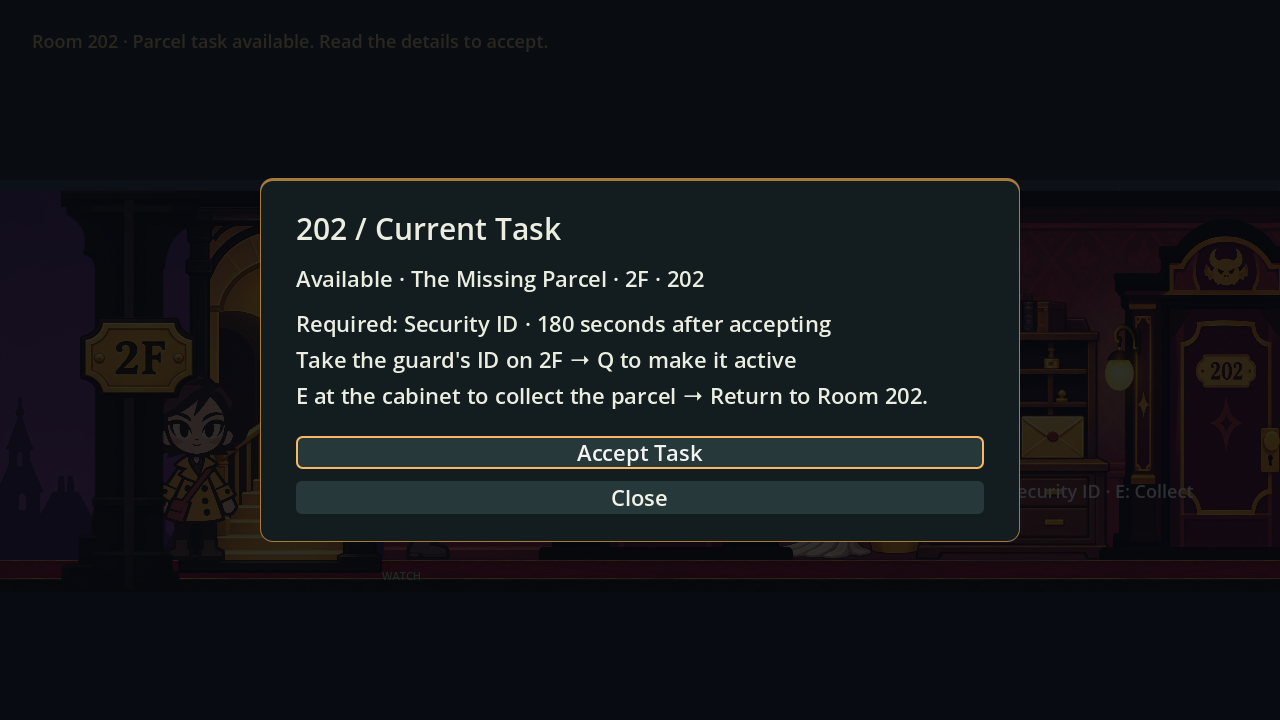 Room 202 · Parcel task available. Read the details to accept.
202 / Current Task
Available · The Missing Parcel · 2F · 202
Required: Security ID · 180 seconds after accepting
Take the guard's ID on 2F → Q to make it active
E at the cabinet to collect the parcel → Return to Room 202.
Accept Task
Close
2F
202
ecurity ID · E: Collect
WATCH